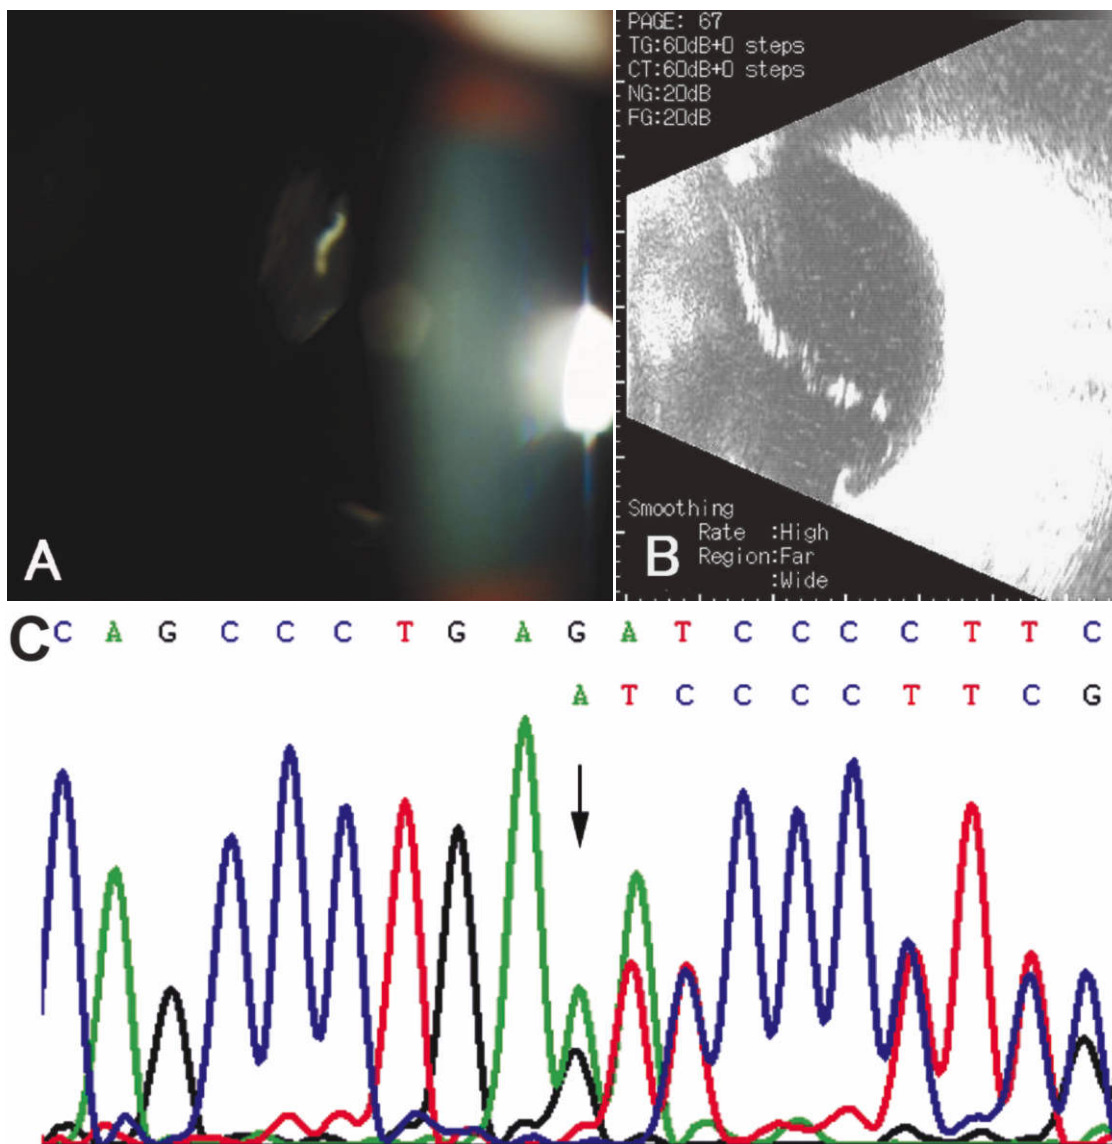 PAGE: 67
TG:60dB+0 steps
CT:60dB+0 steps
NG:20dB
FG:20dB
Smoothing
Rate :High
Region:Far
:Wide
A
B
C
C A G C C C T G A G A T C C C C T T C
A T C C C C T T C G